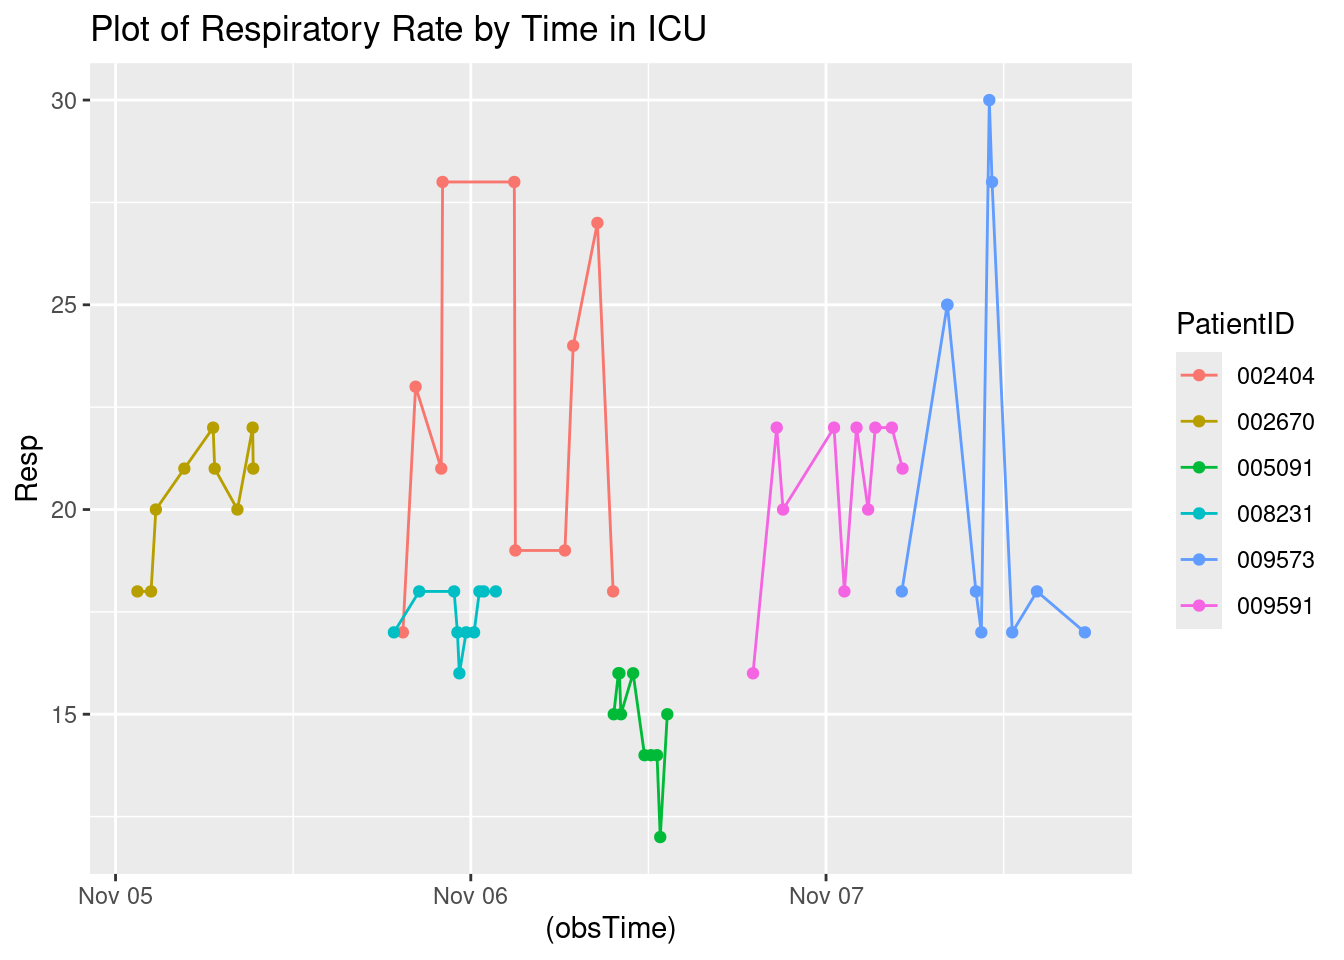 Plot of Respiratory Rate by Time in ICU
30
25
20
15
Resp
Nov 05
Nov 06
Nov 07
(obsTime)
PatientID
002404
002670
005091
008231
009573
009591